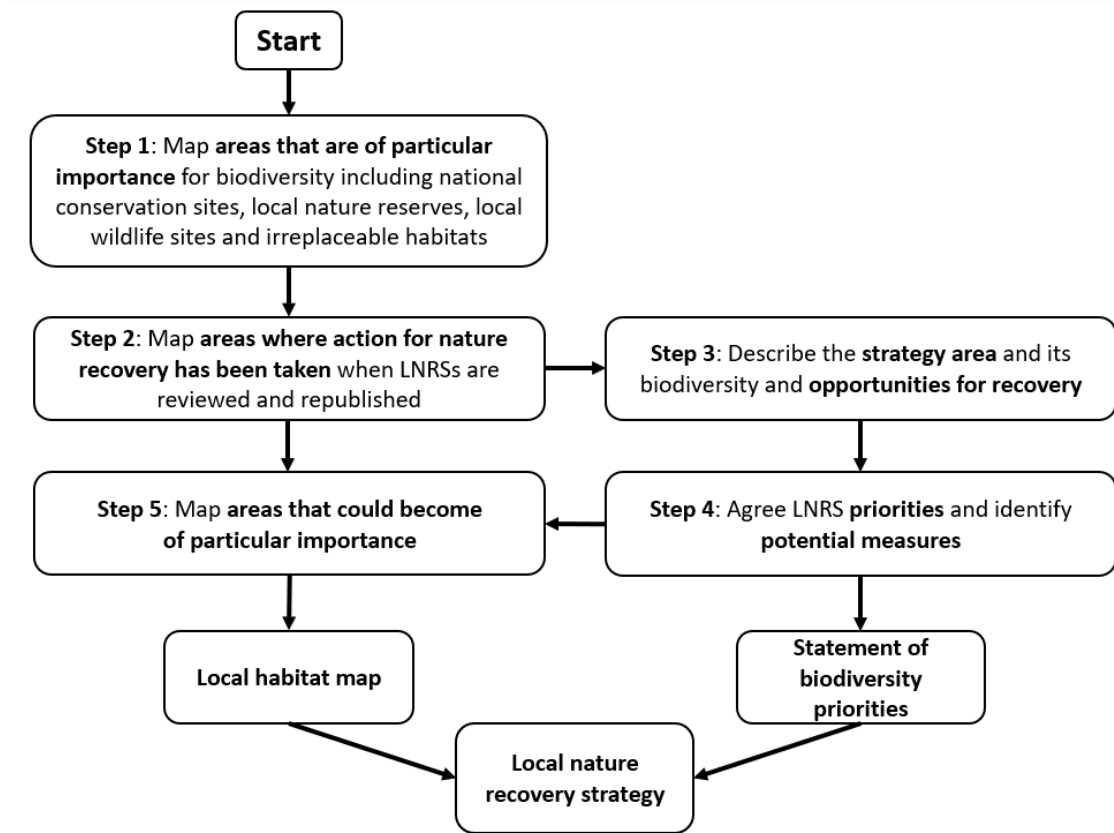 Start
Step 1: Map areas that are of particular
importance for biodiversity including national
conservation sites, local nature reserves, local
wildlife sites and irreplaceable habitats
Step 2: Map areas where action for nature
recovery has been taken when LNRSs are
reviewed and republished
Step 3: Describe the strategy area and its
biodiversity and opportunities for recovery
Step 5: Map areas that could become
of particular importance
Step 4: Agree LNRS priorities and identify
potential measures
Local habitat map
Statement of
biodiversity
priorities
Local nature
recovery strategy